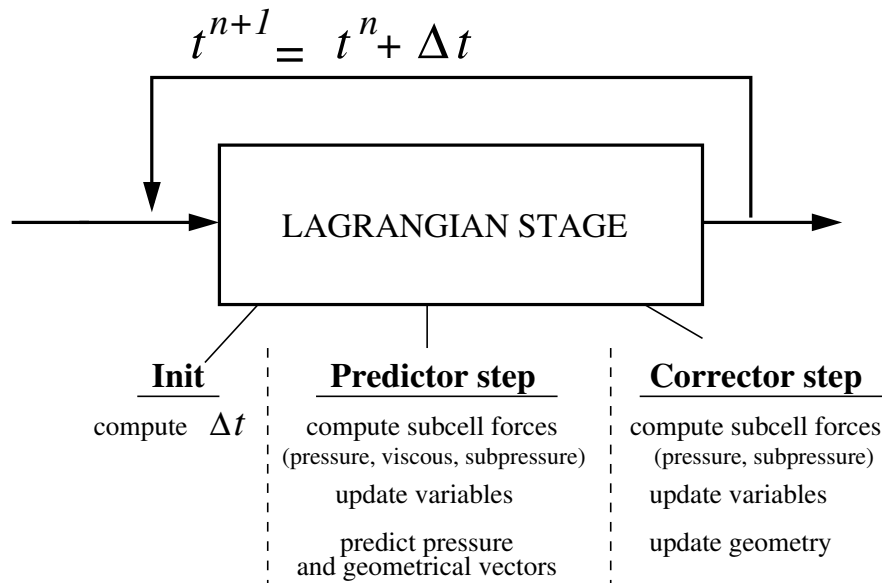 t^{n+1} = t^n + Δt
LAGRANGIAN STAGE
Init
compute Δt
Predictor step
compute subcell forces
(pressure, viscous, subpressure)
update variables
predict pressure
and geometrical vectors
Corrector step
compute subcell forces
(pressure, subpressure)
update variables
update geometry